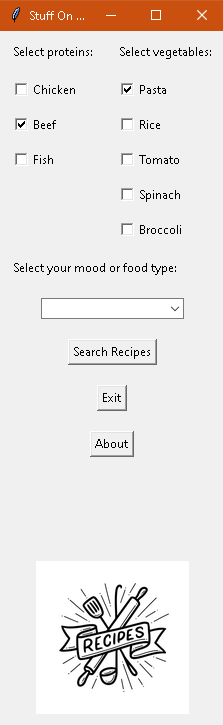 Stuff On ...
Select proteins: Select vegetables:
Chicken Pasta
Beef Rice
Fish Tomato
Spinach
Broccoli
Select your mood or food type:
Search Recipes
Exit
About
RECIPES